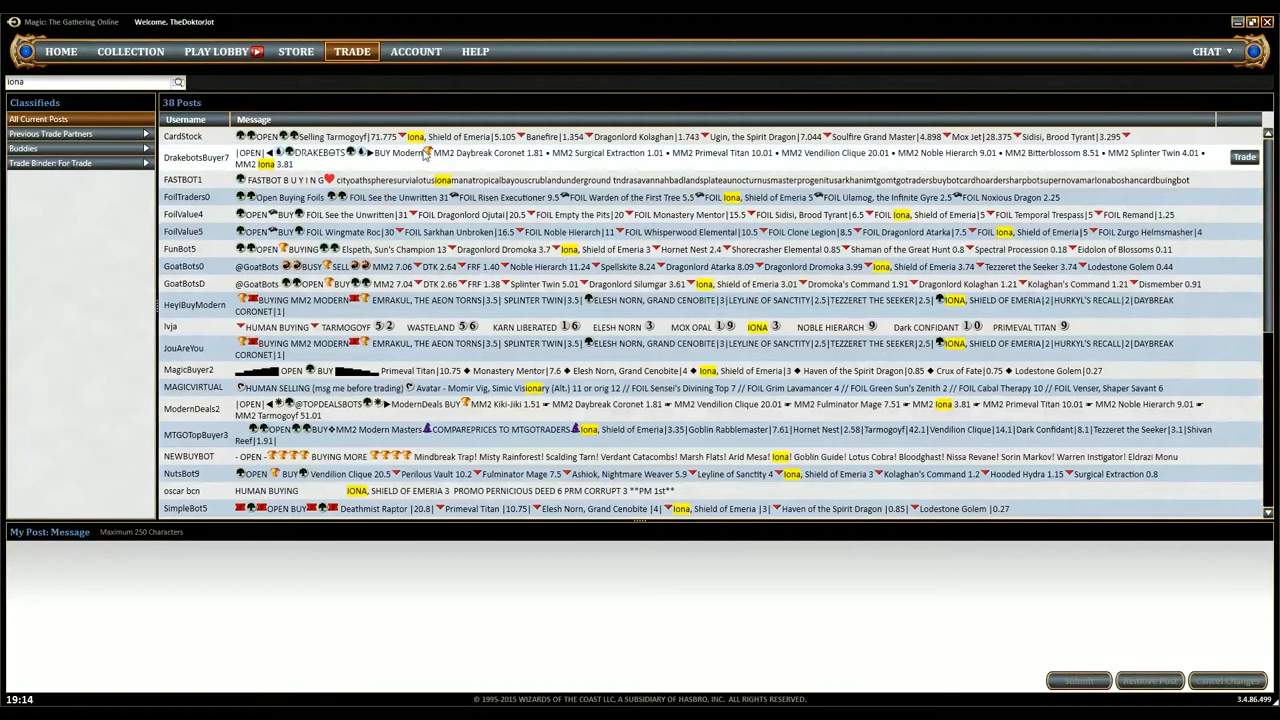 Magic: The Gathering Online Welcome, TheDoktorJot
HOME COLLECTION PLAY LOBBY STORE TRADE ACCOUNT HELP CHAT
iona
Classifieds
All Current Posts
Previous Trade Partners
Buddies
Trade Binder: For Trade
38 Posts
Username Message
CardStock OPEN Selling Tarmogoyf|71.775 Iona, Shield of Emeria|5.105 Banefire|1.354 Dragonlord Kolaghan|1.743 Ugin, the Spirit Dragon|7.044 Soulfire Grand Master|4.898 Mox Jet|28.375 Sidisi, Brood Tyrant|3.295
DrakebotsBuyer7 |OPEN| DRAKEBOTS BUY Modern MM2 Daybreak Coronet 1.81 • MM2 Surgical Extraction 1.01 • MM2 Primeval Titan 10.01 • MM2 Vendilion Clique 20.01 • MM2 Noble Hierarch 9.01 • MM2 Bitterblossom 8.51 • MM2 Splinter Twin 4.01 •
MM2 Iona 3.81
Trade
FASTBOT1 FASTBOT B U Y I N G
FoilTraders0 Open Buying Foils FOIL See the Unwritten 31 FOIL Risen Executioner 9.5 FOIL Warden of the First Tree 5.5 FOIL Iona, Shield of Emeria 5 FOIL Ulamog, the Infinite Gyre 2.5 FOIL Noxious Dragon 2.25
FoilValue4 OPEN BUY FOIL See the Unwritten|31 FOIL Dragonlord Ojutai|20.5 FOIL Empty the Pits|20 FOIL Monastery Mentor|15.5 FOIL Sidisi, Brood Tyrant|6.5 FOIL Iona, Shield of Emeria|5 FOIL Temporal Trespass|5 FOIL Remand|1.25
FoilValue5 OPEN BUY FOIL Wingmate Roc|30 FOIL Sarkhan Unbroken|16.5 FOIL Noble Hierarch|11 FOIL Whisperwood Elemental|10.5 FOIL Clone Legion|8.5 FOIL Dragonlord Atarka|7.5 FOIL Iona, Shield of Emeria|5 FOIL Zurgo Helmsmasher|4
FunBot5 OPEN BUYING Elspeth, Sun's Champion 13 Dragonlord Dromoka 3.7 Iona, Shield of Emeria 3 Hornet Nest 2.4 Shorecrasher Elemental 0.85 Shaman of the Great Hunt 0.8 Spectral Procession 0.18 Eidolon of Blossoms 0.11
GoatBots0 @GoatBots BUSY SELL MM2 7.06 DTK 2.64 FRF 1.40 Noble Hierarch 11.24 Spellskite 8.24 Dragonlord Atarka 8.09 Dragonlord Dromoka 3.99 Iona, Shield of Emeria 3.74 Tezzeret the Seeker 3.74 Lodestone Golem 0.44
GoatBotsD @GoatBots OPEN BUY MM2 7.04 DTK 2.66 FRF 1.38 Splinter Twin 5.01 Dragonlord Silumgar 3.61 Iona, Shield of Emeria 3.01 Dromoka's Command 1.91 Dragonlord Kolaghan 1.21 Kolaghan's Command 1.21 Dismember 0.91
HeyIBuyModern BUYING MM2 MODERN EMRAKUL, THE AEON TORNS|3.5| SPLINTER TWIN|3.5| ELESH NORN, GRAND CENOBITE|3|LEYLINE OF SANCTITY|2.5|TEZZERET THE SEEKER|2.5| IONA, SHIELD OF EMERIA|2|HURKYL'S RECALL|2|DAYBREAK
CORONET|1|
Ivja HUMAN BUYING TARMOGOYF 5 2 WASTELAND 5 6 KARN LIBERATED 1 6 ELESH NORN 3 MOX OPAL 1 9 IONA 3 NOBLE HIERARCH 9 Dark CONFIDANT 1 0 PRIMEVAL TITAN 9
JouAreYou BUYING MM2 MODERN EMRAKUL, THE AEON TORNS|3.5| SPLINTER TWIN|3.5| ELESH NORN, GRAND CENOBITE|3|LEYLINE OF SANCTITY|2.5|TEZZERET THE SEEKER|2.5| IONA, SHIELD OF EMERIA|2|HURKYL'S RECALL|2|DAYBREAK
CORONET|1|
MagicBuyer2 OPEN BUY Primeval Titan|10.75 ◆ Monastery Mentor|7.6 ◆ Elesh Norn, Grand Cenobite|4 ◆ Iona, Shield of Emeria|3 ◆ Haven of the Spirit Dragon|0.85 ◆ Crux of Fate|0.75 ◆ Lodestone Golem|0.27
MAGICVIRTUAL HUMAN SELLING (msg me before trading) Avatar - Momir Vig, Simic Visionary (Alt.) 11 or org 12 // FOIL Sensei's Divining Top 7 // FOIL Grim Lavamancer 4 // FOIL Green Sun's Zenith 2 // FOIL Cabal Therapy 10 // FOIL Venser, Shaper Savant 6
ModernDeals2 |OPEN| @TOPDEALSBOTS ModernDeals BUY MM2 Kiki-Jiki 1.51 MM2 Daybreak Coronet 1.81 MM2 Vendilion Clique 20.01 MM2 Fulminator Mage 7.51 MM2 Iona 3.81 MM2 Primeval Titan 10.01 MM2 Noble Hierarch 9.01
MM2 Tarmogoyf 51.01
MTGOTopBuyer3 OPEN BUY MM2 Modern Masters COMPAREPRICES TO MTGOTRADERS Iona, Shield of Emeria|3.35|Goblin Rabblemaster|7.61|Hornet Nest|2.58|Tarmogoyf|42.1|Vendilion Clique|14.1|Dark Confidant|8.1| Tezzeret the Seeker|3.1|Shivan
Reef|1.91|
NEWBUYBOT - OPEN - BUYING MORE Mindbreak Trap! Misty Rainforest! Scalding Tarn! Verdant Catacombs! Marsh Flats! Arid Mesa! Iona! Goblin Guide! Lotus Cobra! Bloodghast! Nissa Revane! Sorin Markov! Warren Instigator! Eldrazi Monu
NutsBot9 OPEN BUY Vendilion Clique 20.5 Perilous Vault 10.2 Fulminator Mage 7.5 Ashiok, Nightmare Weaver 5.9 Leyline of Sanctity 4 Iona, Shield of Emeria 3 Kolaghan's Command 1.2 Hooded Hydra 1.15 Surgical Extraction 0.8
oscar bcn HUMAN BUYING IONA, SHIELD OF EMERIA 3 PROMO PERNICIOUS DEED 6 PRM CORRUPT 3 **PM 1st**
SimpleBot5 OPEN BUY Deathmist Raptor |20.8| Primeval Titan |10.75| Elesh Norn, Grand Cenobite |4| Iona, Shield of Emeria |3| Haven of the Spirit Dragon |0.85| Lodestone Golem |0.27
My Post: Message Maximum 250 Characters
Submit Remove Post Cancel Changes
19:14 © 1995-2015 WIZARDS OF THE COAST LLC, A SUBSIDIARY OF HASBRO, INC. ALL RIGHTS RESERVED. 3.4.86.499